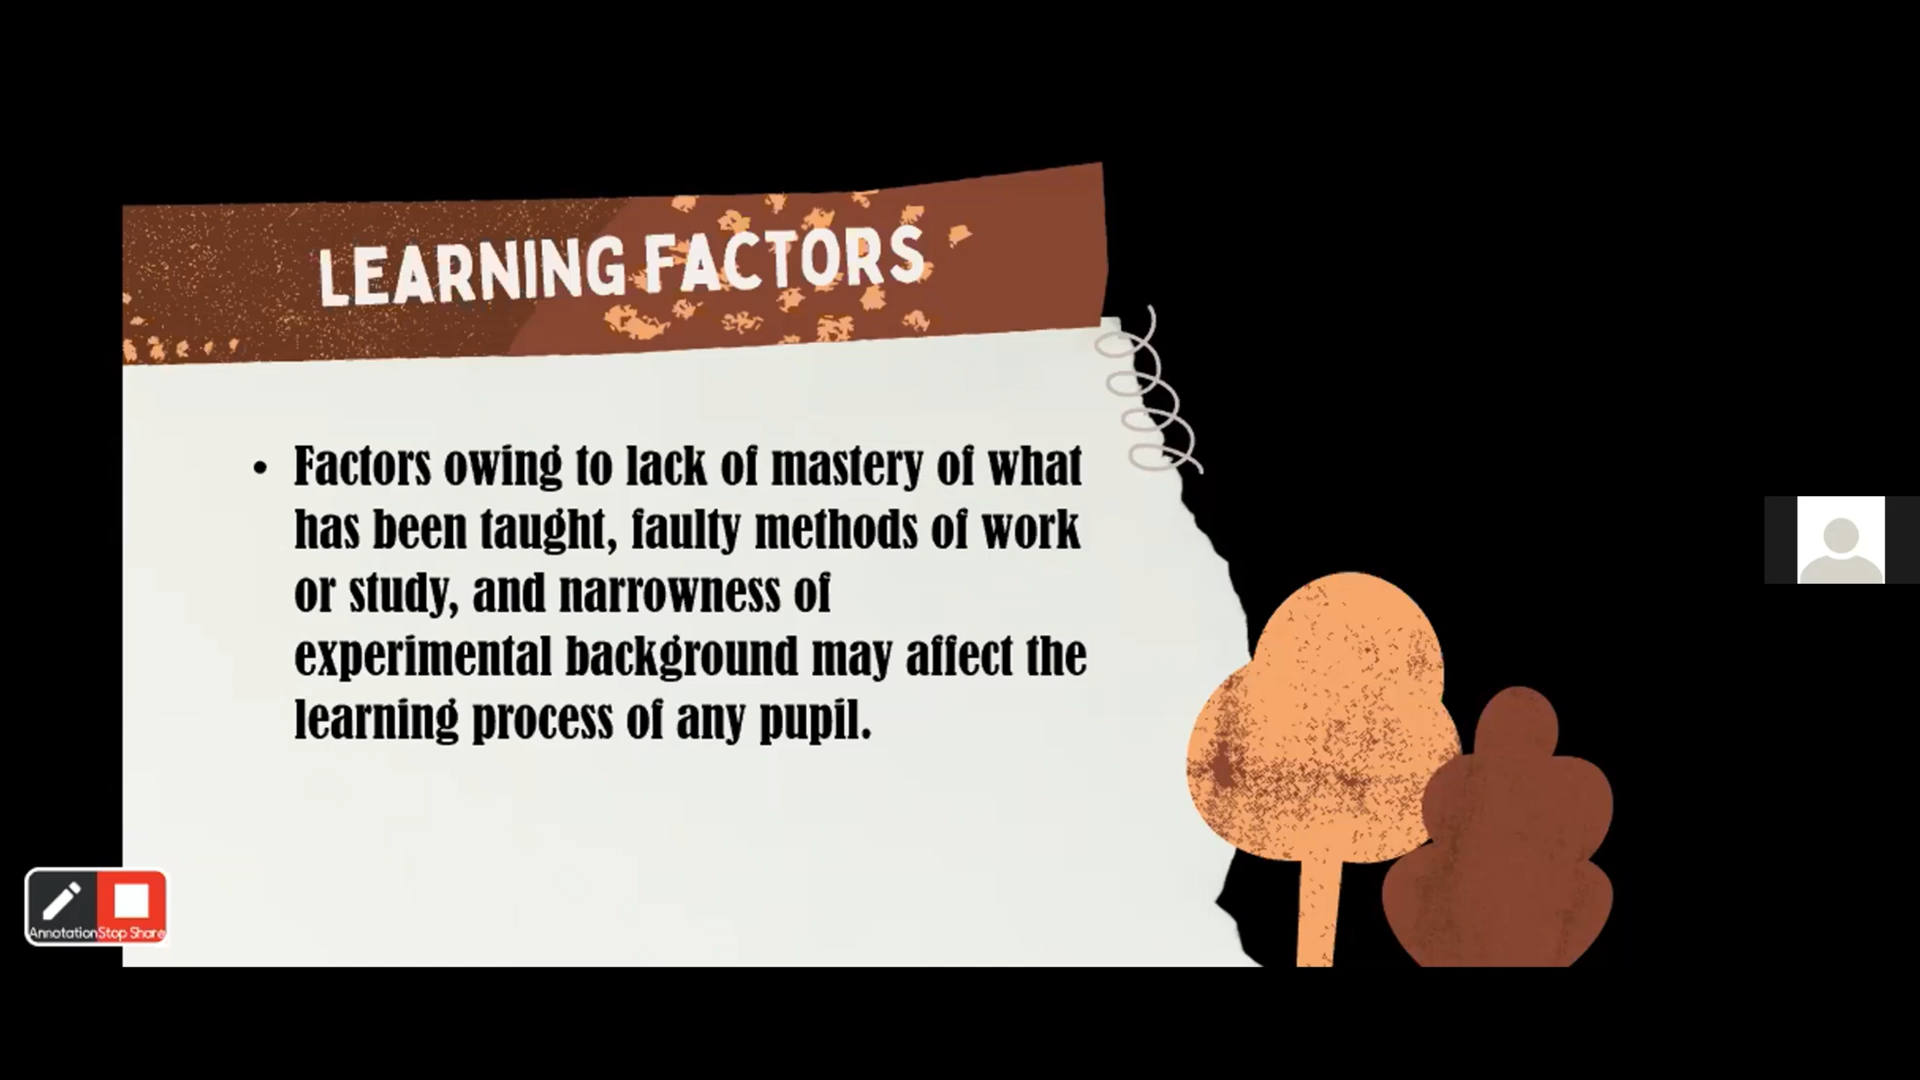 LEARNING FACTORS
• Factors owing to lack of mastery of what
has been taught, faulty methods of work
or study, and narrowness of
experimental background may affect the
learning process of any pupil.
Annotation Stop Share